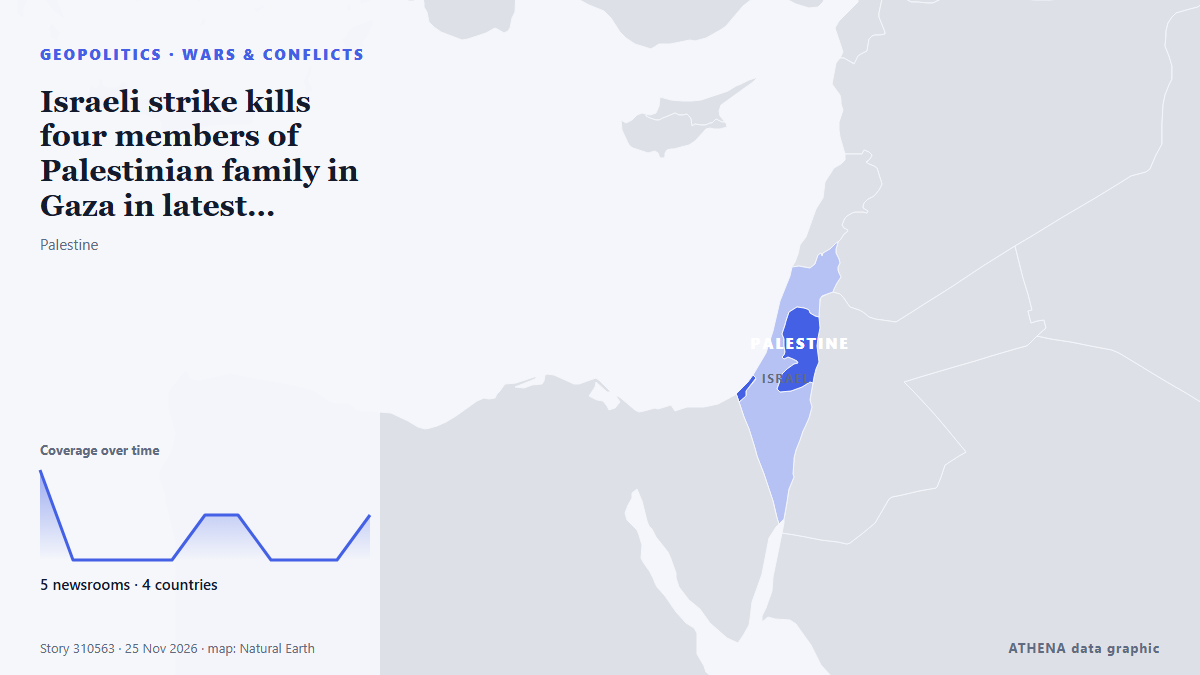 GEOPOLITICS · WARS & CONFLICTS
Israeli strike kills
four members of
Palestinian family in
Gaza in latest...
Palestine
PALESTINE
ISRAEL
Coverage over time
5 newsrooms · 4 countries
Story 310563 · 25 Nov 2026 · map: Natural Earth
ATHENA data graphic